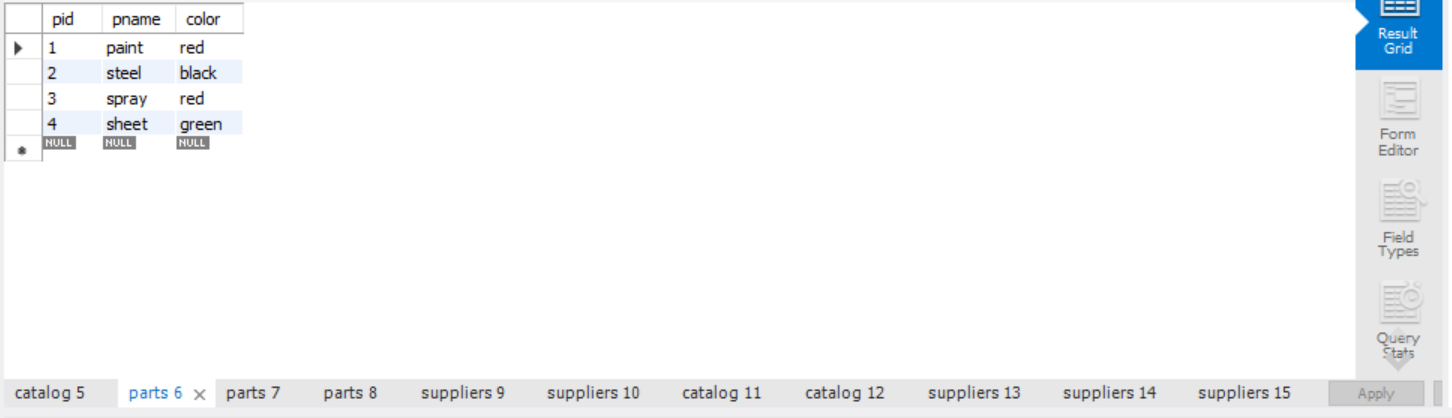 pid pname color
1 paint red
2 steel black
3 spray red
4 sheet green
NULL NULL NULL
Result
Grid
Form
Editor
Field
Types
Query
Stats
catalog 5 parts 6 × parts 7 parts 8 suppliers 9 suppliers 10 catalog 11 catalog 12 suppliers 13 suppliers 14 suppliers 15 Apply